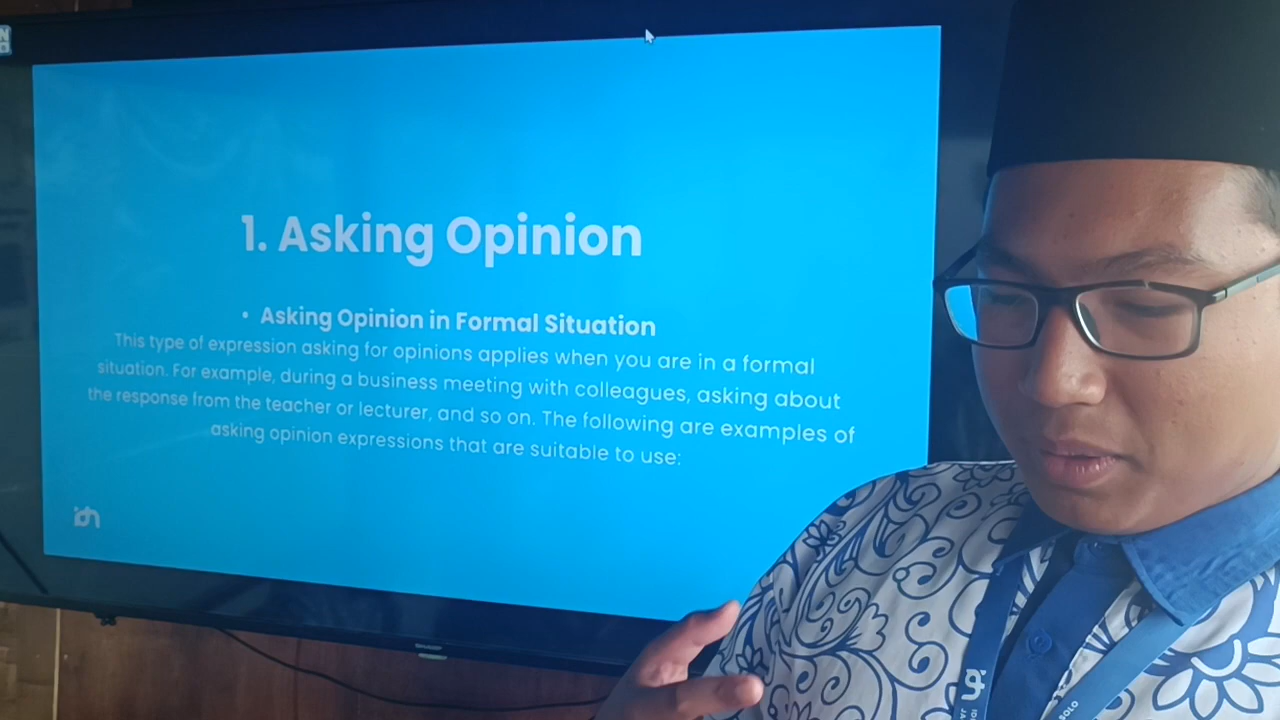 1. Asking Opinion
• Asking Opinion in Formal Situation
This type of expression asking for opinions applies when you are in a formal
situation. For example, during a business meeting with colleagues, asking about
the response from the teacher or lecturer, and so on. The following are examples of
asking opinion expressions that are suitable to use:
idn
SOLO